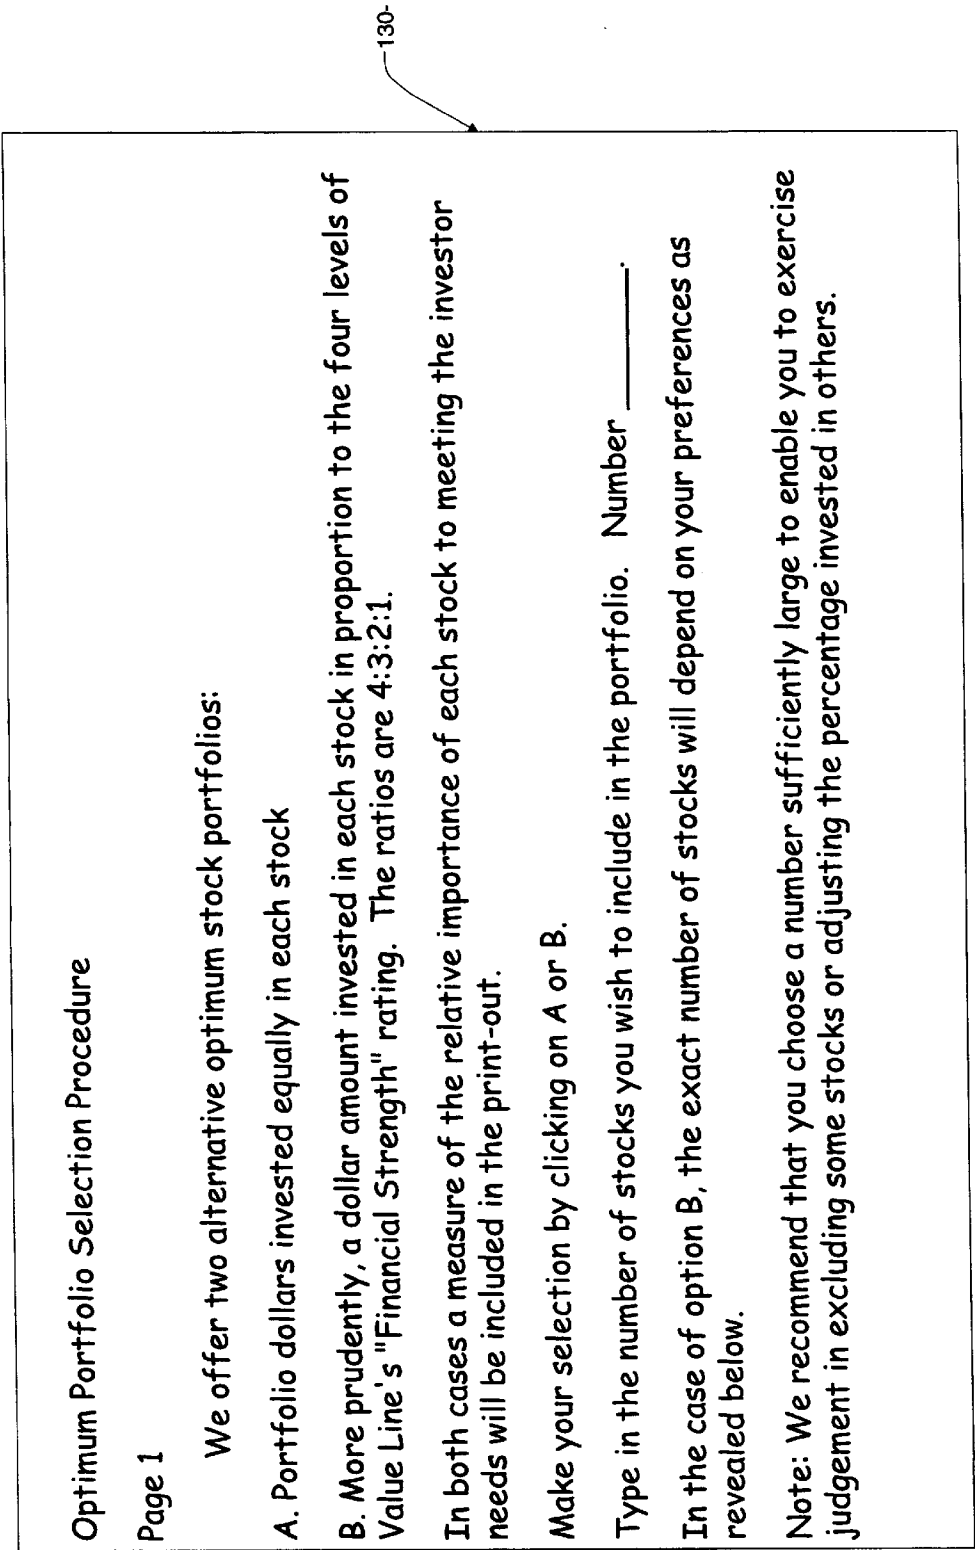 -130-
Optimum Portfolio Selection Procedure
Page 1
We offer two alternative optimum stock portfolios:
A. Portfolio dollars invested equally in each stock
B. More prudently, a dollar amount invested in each stock in proportion to the four levels of
Value Line's "Financial Strength" rating. The ratios are 4:3:2:1.
In both cases a measure of the relative importance of each stock to meeting the investor
needs will be included in the print-out.
Make your selection by clicking on A or B.
Type in the number of stocks you wish to include in the portfolio. Number ______.
In the case of option B, the exact number of stocks will depend on your preferences as
revealed below.
Note: We recommend that you choose a number sufficiently large to enable you to exercise
judgement in excluding some stocks or adjusting the percentage invested in others.